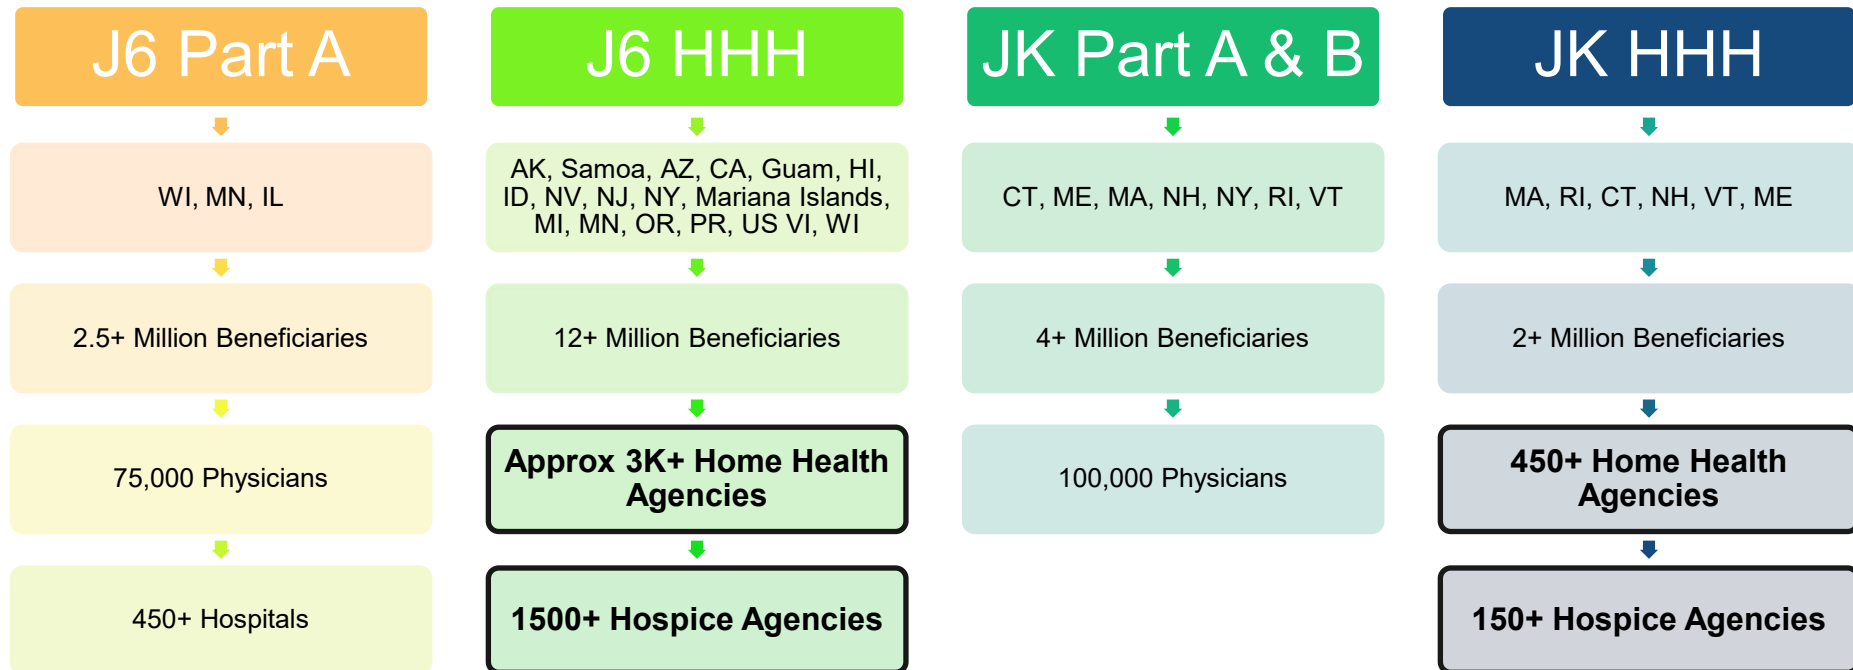 J6 Part A
WI, MN, IL
2.5+ Million Beneficiaries
75,000 Physicians
450+ Hospitals
J6 HHH
AK, Samoa, AZ, CA, Guam, HI,
ID, NV, NJ, NY, Mariana Islands,
MI, MN, OR, PR, US VI, WI
12+ Million Beneficiaries
Approx 3K+ Home Health
Agencies
1500+ Hospice Agencies
JK Part A & B
CT, ME, MA, NH, NY, RI, VT
4+ Million Beneficiaries
100,000 Physicians
JK HHH
MA, RI, CT, NH, VT, ME
2+ Million Beneficiaries
450+ Home Health
Agencies
150+ Hospice Agencies